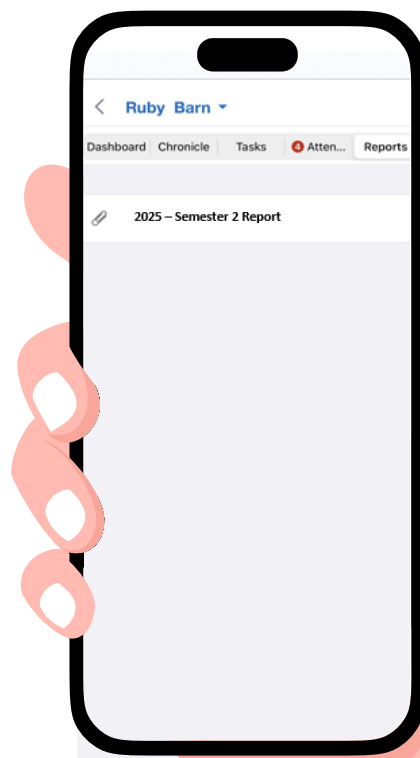 Ruby Barn
Dashboard Chronicle Tasks 4 Atten... Reports
2025 – Semester 2 Report